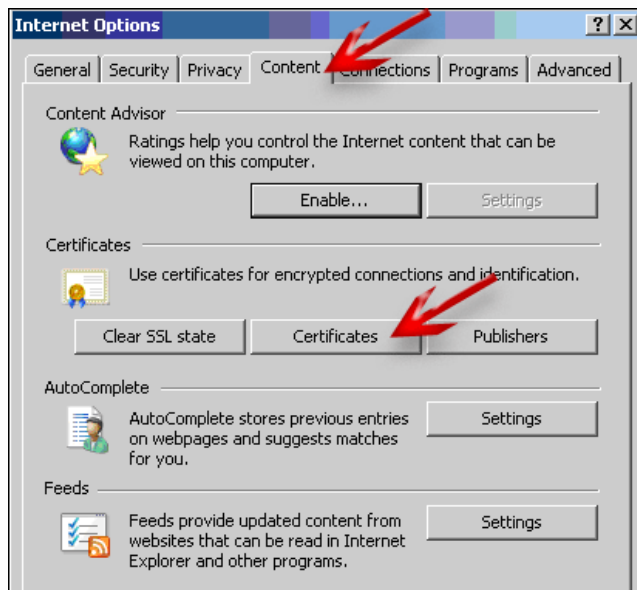 Internet Options
General Security Privacy Content Connections Programs Advanced
Content Advisor
Ratings help you control the Internet content that can be
viewed on this computer.
Enable... Settings
Certificates
Use certificates for encrypted connections and identification.
Clear SSL state Certificates Publishers
AutoComplete
AutoComplete stores previous entries
on webpages and suggests matches
for you.
Settings
Feeds
Feeds provide updated content from
websites that can be read in Internet
Explorer and other programs.
Settings